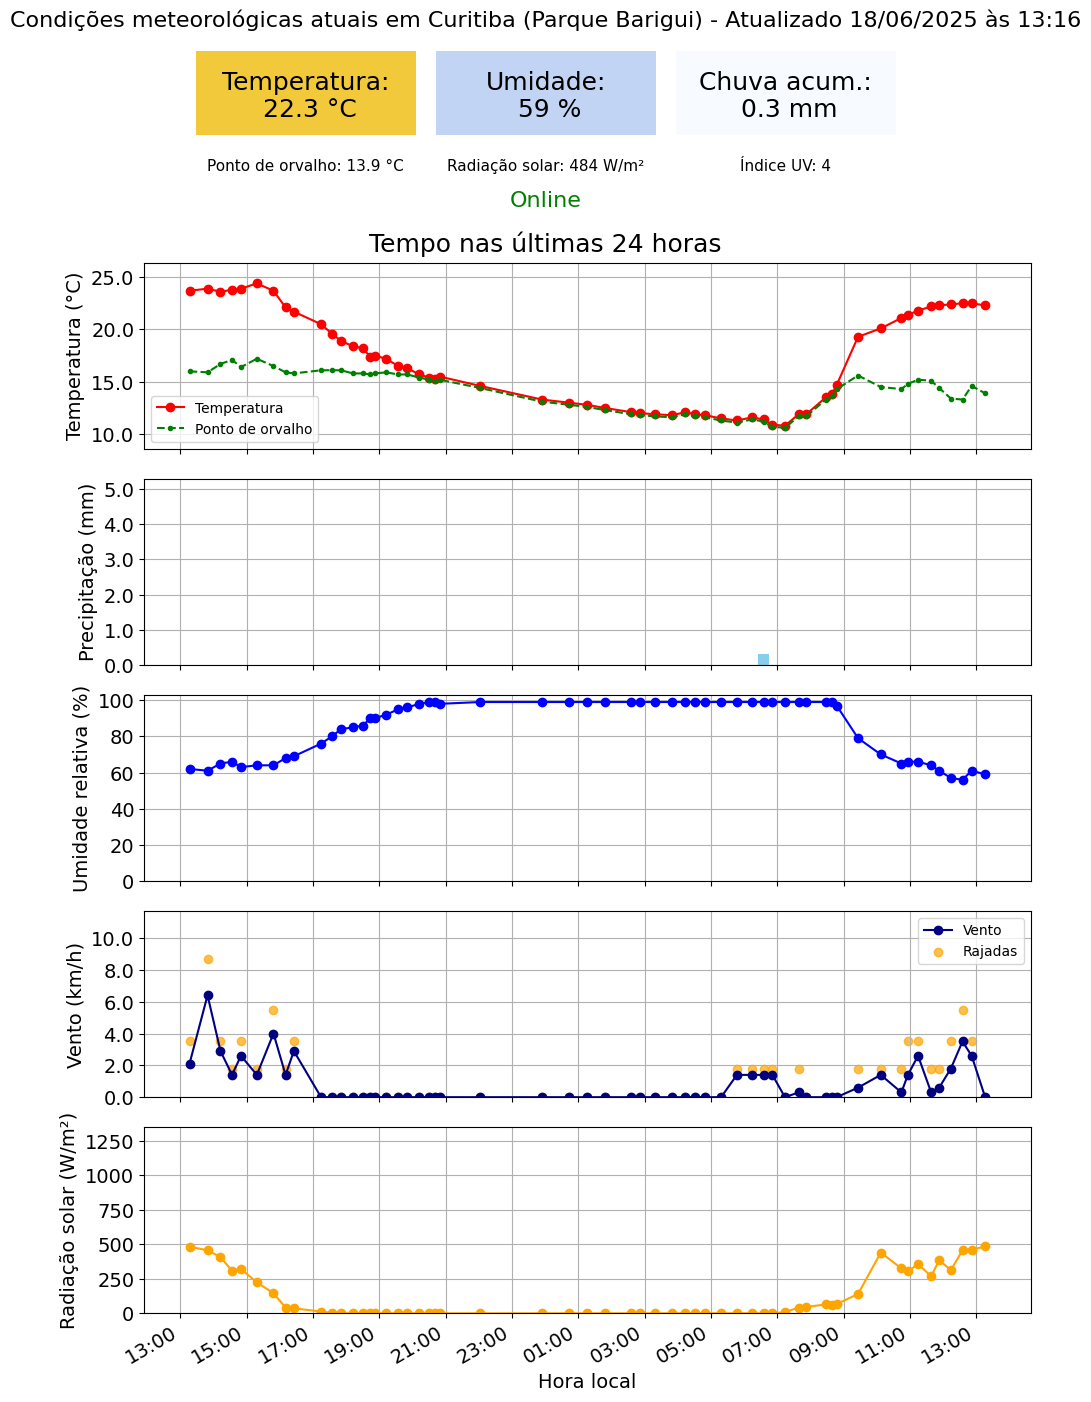 Condições meteorológicas atuais em Curitiba (Parque Barigui) - Atualizado 18/06/2025 às 13:16
Temperatura:
22.3 °C
Umidade:
59 %
Chuva acum.:
0.3 mm
Ponto de orvalho: 13.9 °C
Radiação solar: 484 W/m²
Índice UV: 4
Online
Tempo nas últimas 24 horas
Temperatura (°C)
25.0
20.0
15.0
10.0
Temperatura
Ponto de orvalho
Precipitação (mm)
5.0
4.0
3.0
2.0
1.0
0.0
Umidade relativa (%)
100
80
60
40
20
0
Vento (km/h)
10.0
8.0
6.0
4.0
2.0
0.0
Vento
Rajadas
Radiação solar (W/m²)
1250
1000
750
500
250
0
13:00
15:00
17:00
19:00
21:00
23:00
01:00
03:00
05:00
07:00
09:00
11:00
13:00
Hora local